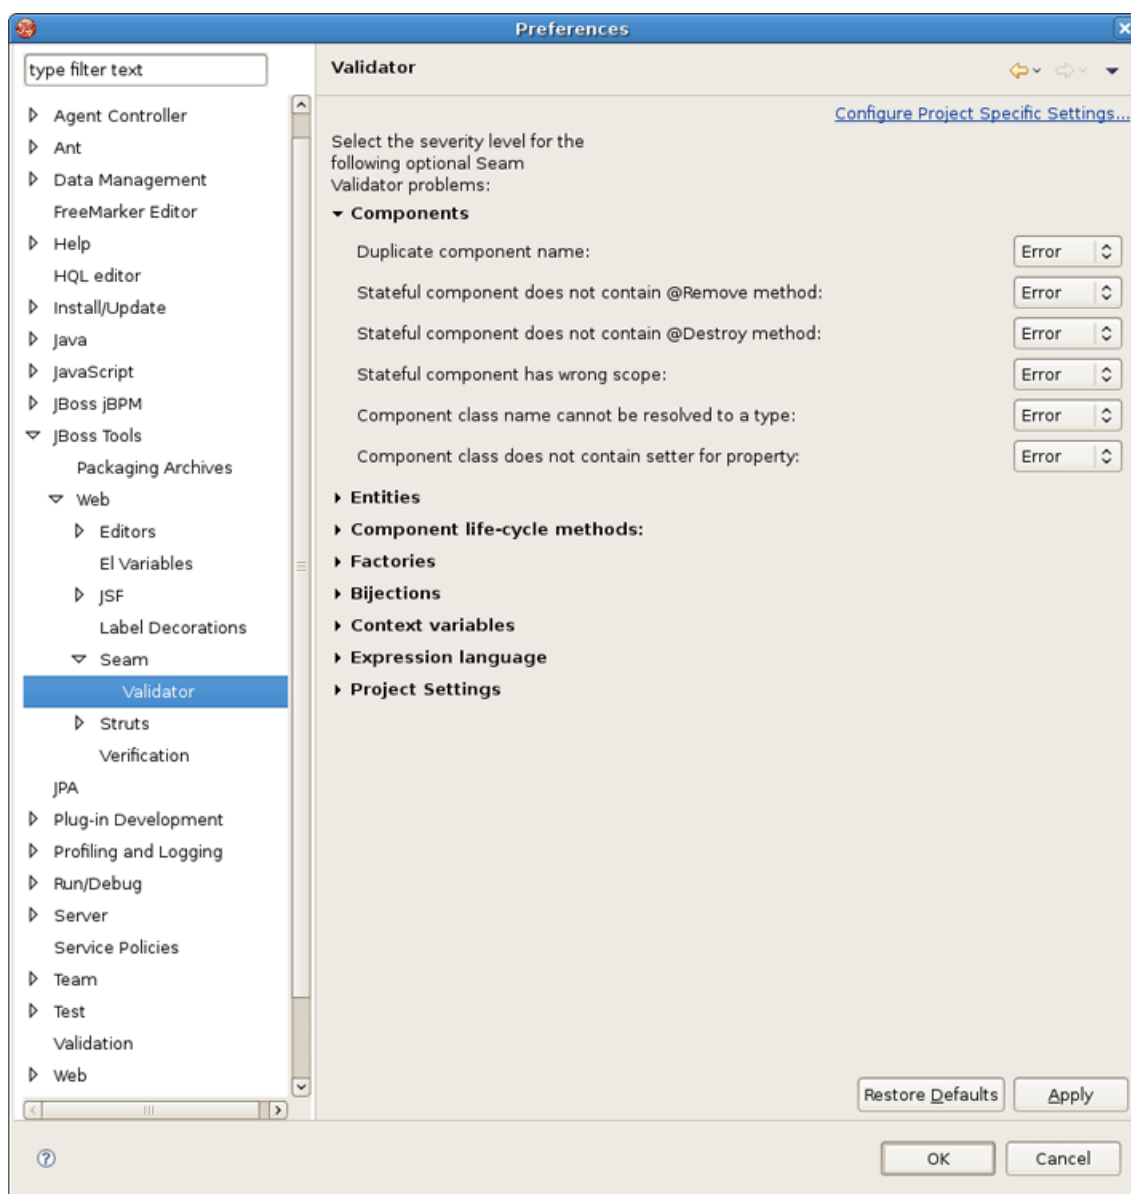 Preferences
type filter text
Agent Controller
Ant
Data Management
FreeMarker Editor
Help
HQL editor
Install/Update
Java
JavaScript
JBoss jBPM
JBoss Tools
Packaging Archives
Web
Editors
El Variables
JSF
Label Decorations
Seam
Validator
Struts
Verification
JPA
Plug-in Development
Profiling and Logging
Run/Debug
Server
Service Policies
Team
Test
Validation
Web
Validator
Configure Project Specific Settings...
Select the severity level for the
following optional Seam
Validator problems:
Components
Duplicate component name: Error
Stateful component does not contain @Remove method: Error
Stateful component does not contain @Destroy method: Error
Stateful component has wrong scope: Error
Component class name cannot be resolved to a type: Error
Component class does not contain setter for property: Error
Entities
Component life-cycle methods:
Factories
Bijections
Context variables
Expression language
Project Settings
Restore Defaults Apply
OK Cancel